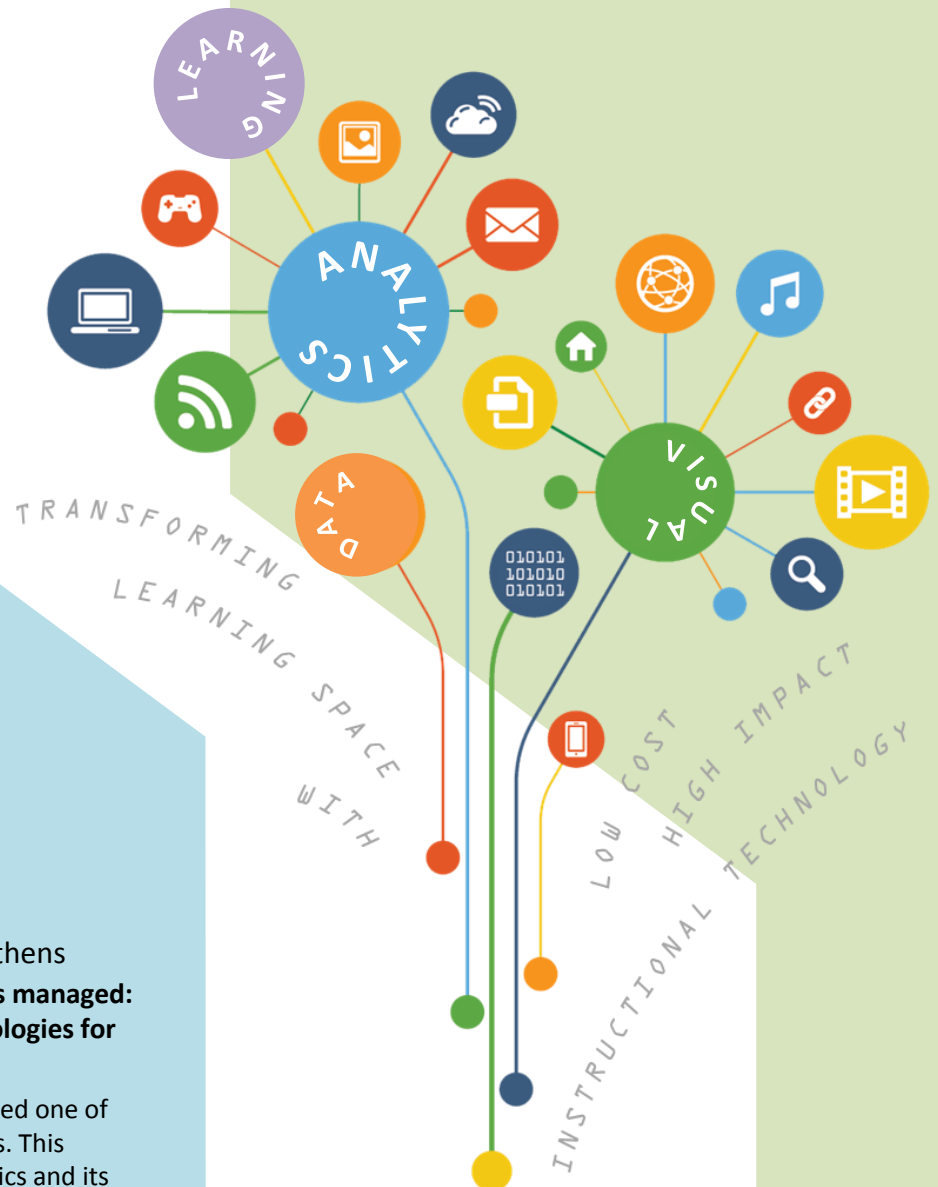 LEARNING
ANALYTICS
VISUAL
DATA
010101
101010
010101
TRANSFORMING
LEARNING SPACE
WITH
LOW COST
HIGH IMPACT
INSTRUCTIONAL TECHNOLOGY
thens
s managed:
ologies for
ed one of
s. This
ics and its